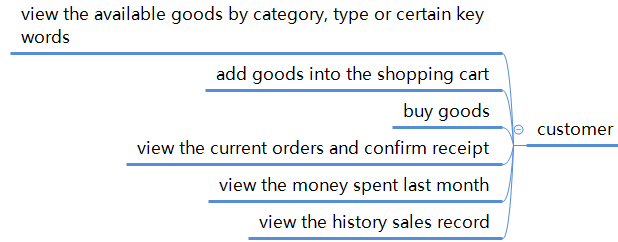 view the available goods by category, type or certain key
words
add goods into the shopping cart
buy goods
customer
view the current orders and confirm receipt
view the money spent last month
view the history sales record